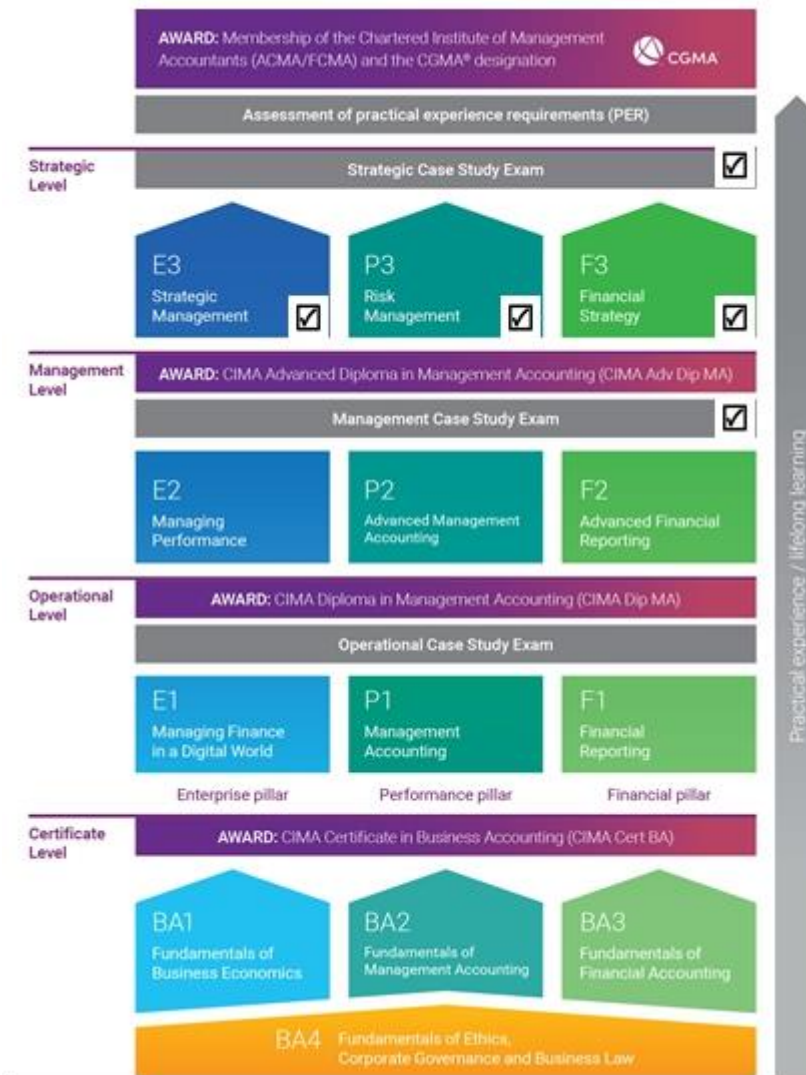 AWARD: Membership of the Chartered Institute of Management
Accountants (ACMA/FCMA) and the CGMA® designation
CGMA
Assessment of practical experience requirements (PER)
Strategic
Level
Strategic Case Study Exam
E3
Strategic
Management
P3
Risk
Management
F3
Financial
Strategy
Management
Level
AWARD: CIMA Advanced Diploma in Management Accounting (CIMA Adv Dip MA)
Management Case Study Exam
E2
Managing
Performance
P2
Advanced Management
Accounting
F2
Advanced Financial
Reporting
Operational
Level
AWARD: CIMA Diploma in Management Accounting (CIMA Dip MA)
Operational Case Study Exam
E1
Managing Finance
in a Digital World
P1
Management
Accounting
F1
Financial
Reporting
Enterprise pillar
Performance pillar
Financial pillar
Certificate
Level
AWARD: CIMA Certificate in Business Accounting (CIMA Cert BA)
BA1
Fundamentals of
Business Economics
BA2
Fundamentals of
Management Accounting
BA3
Fundamentals of
Financial Accounting
BA4
Fundamentals of Ethics,
Corporate Governance and Business Law
Practical experience / lifelong learning